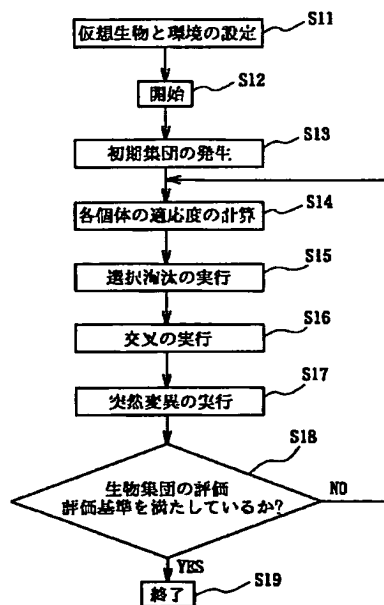 仮想生物と環境の設定 S11
開始 S12
初期集団の発生 S13
各個体の適応度の計算 S14
選択淘汰の実行 S15
交叉の実行 S16
突然変異の実行 S17
S18
生物集団の評価
評価基準を満たしているか?
NO
YES
終了 S19